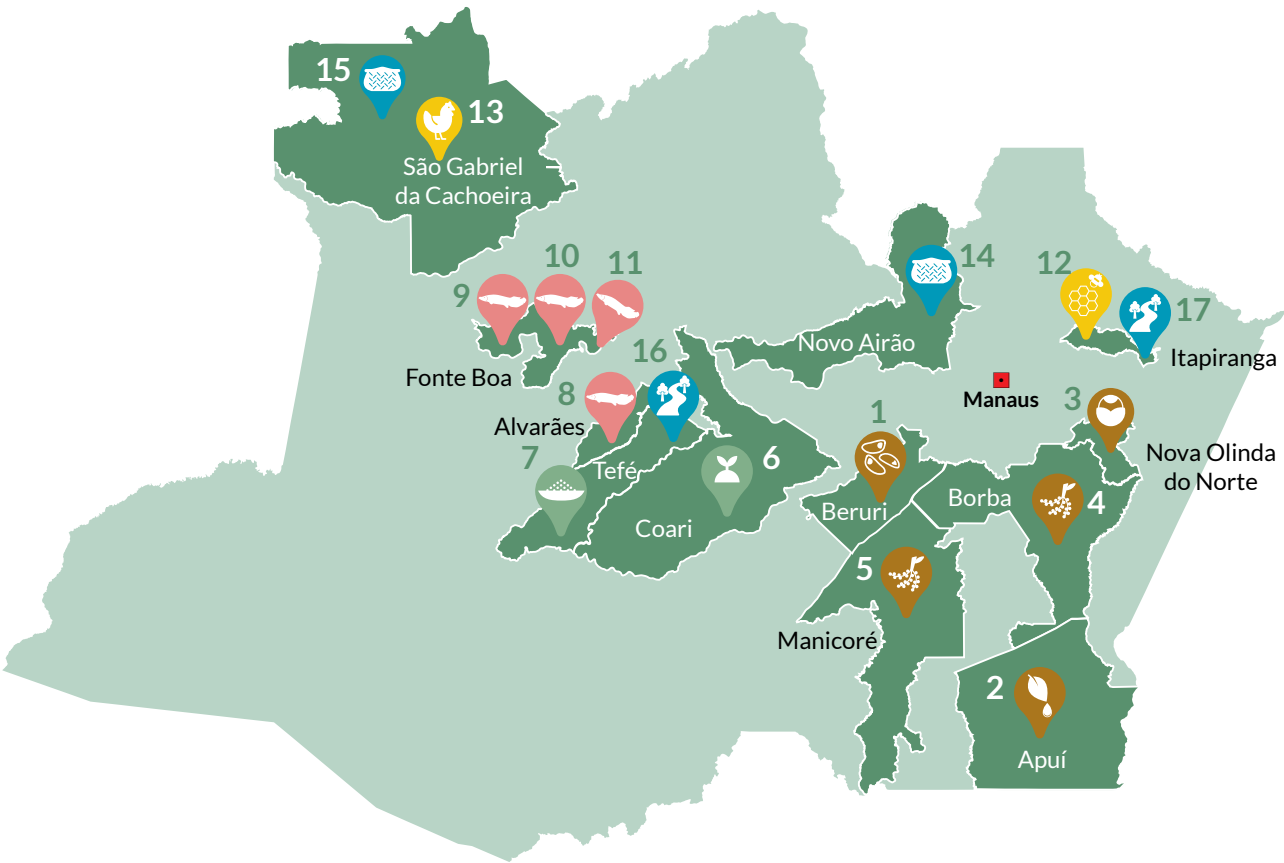 15
13
São Gabriel
da Cachoeira
10
11
9
14
12
17
Novo Airão
Itapiranga
16
Fonte Boa
Manaus
8
3
1
Alvarães
7
6
Nova Olinda
do Norte
Tefé
Borba
4
Beruri
Coari
5
Manicoré
2
Apuí